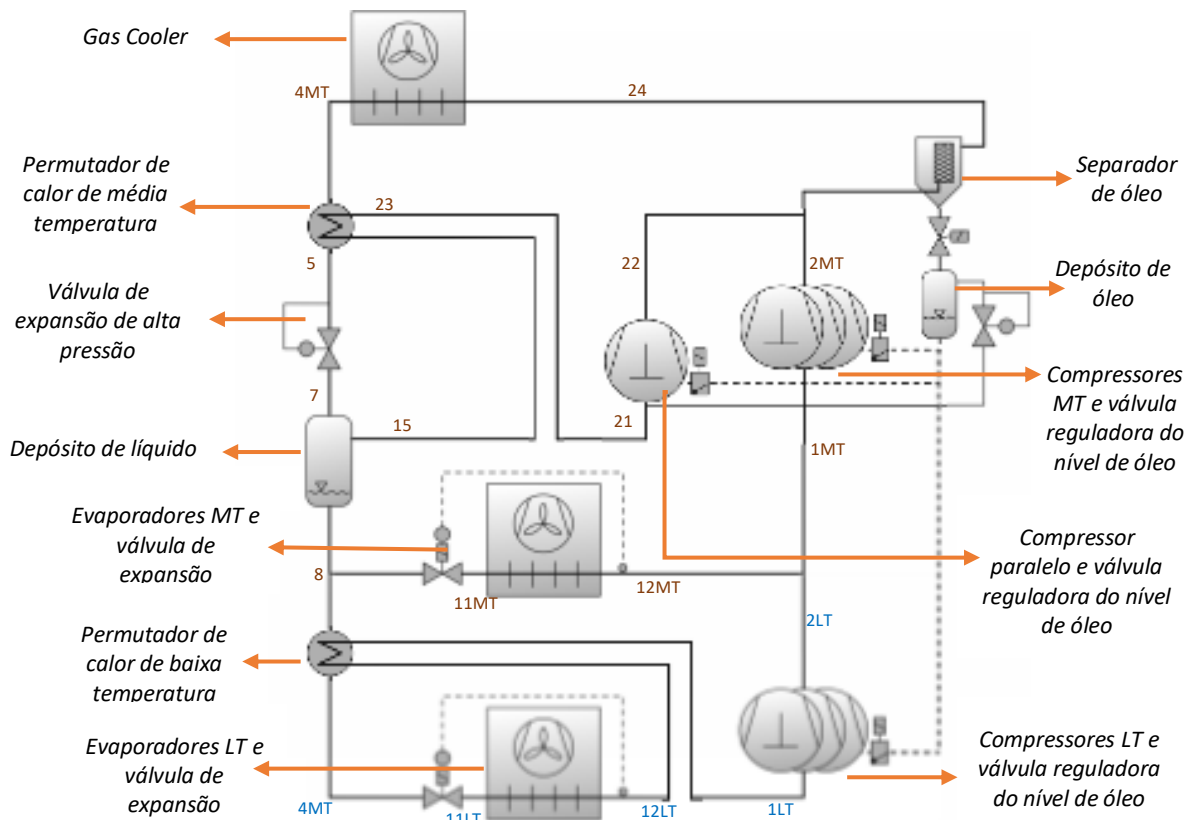 Gas Cooler
4MT
24
Permutador de
calor de média
temperatura
Separador
de óleo
23
5
22
2MT
Depósito de
óleo
Válvula de
expansão de alta
pressão
Compressores
MT e válvula
reguladora do
nível de óleo
7
15
21
1MT
Depósito de líquido
Evaporadores MT e
válvula de
expansão
Compressor
paralelo e válvula
reguladora do nível
de óleo
8
11MT
12MT
2LT
Permutador de
calor de baixa
temperatura
Evaporadores LT e
válvula de
expansão
Compressores LT e
válvula reguladora
do nível de óleo
4MT
11LT
12LT
1LT